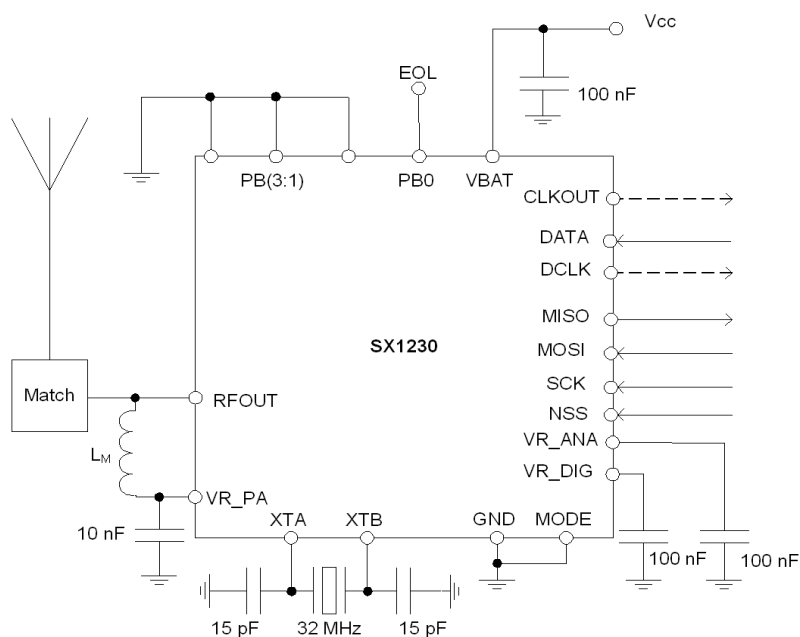 Vcc
EOL
100 nF
PB(3:1)
PB0
VBAT
CLKOUT
DATA
DCLK
MISO
SX1230
MOSI
SCK
Match
RFOUT
NSS
VR_ANA
LM
VR_DIG
VR_PA
XTA
XTB
GND
MODE
10 nF
100 nF
100 nF
15 pF
32 MHz
15 pF